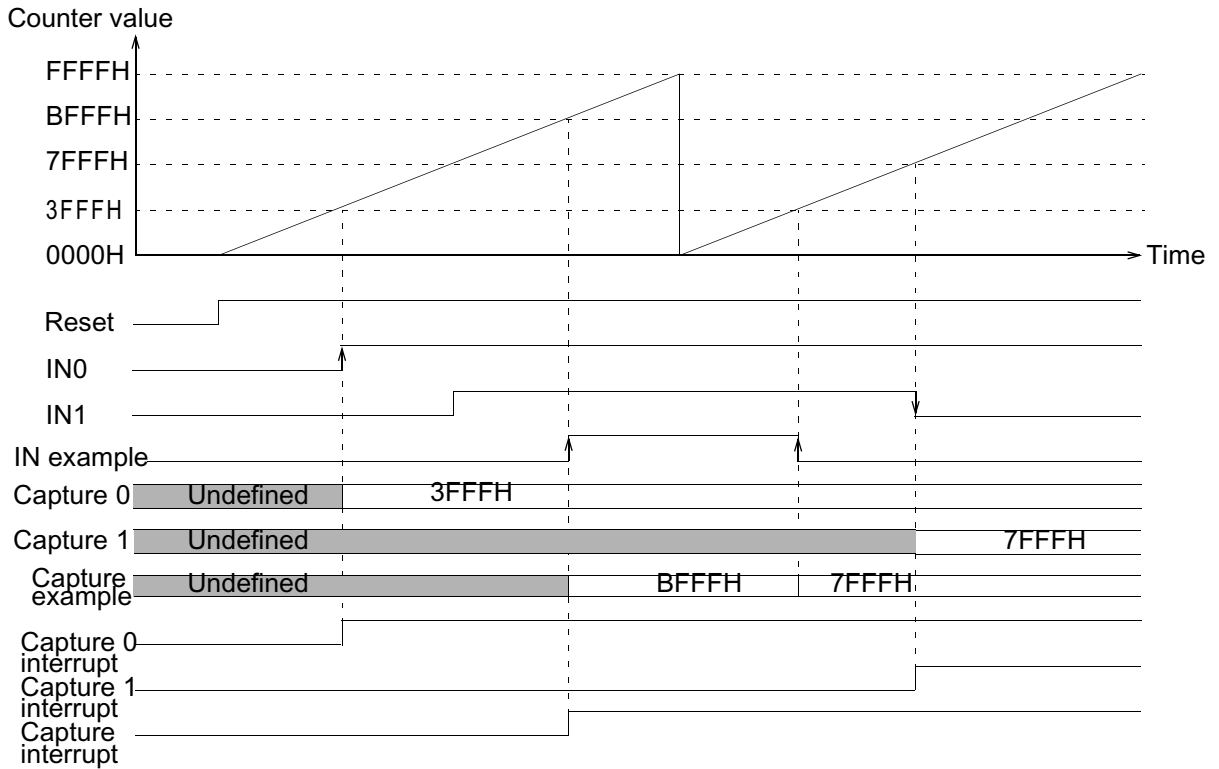 Counter value
FFFFH
BFFFH
7FFFH
3FFFH
0000H
Time
Reset
IN0
IN1
IN example
Capture 0
Undefined
3FFFH
Capture 1
Undefined
7FFFH
Capture
example
Undefined
BFFFH
7FFFH
Capture 0
interrupt
Capture 1
interrupt
Capture
interrupt